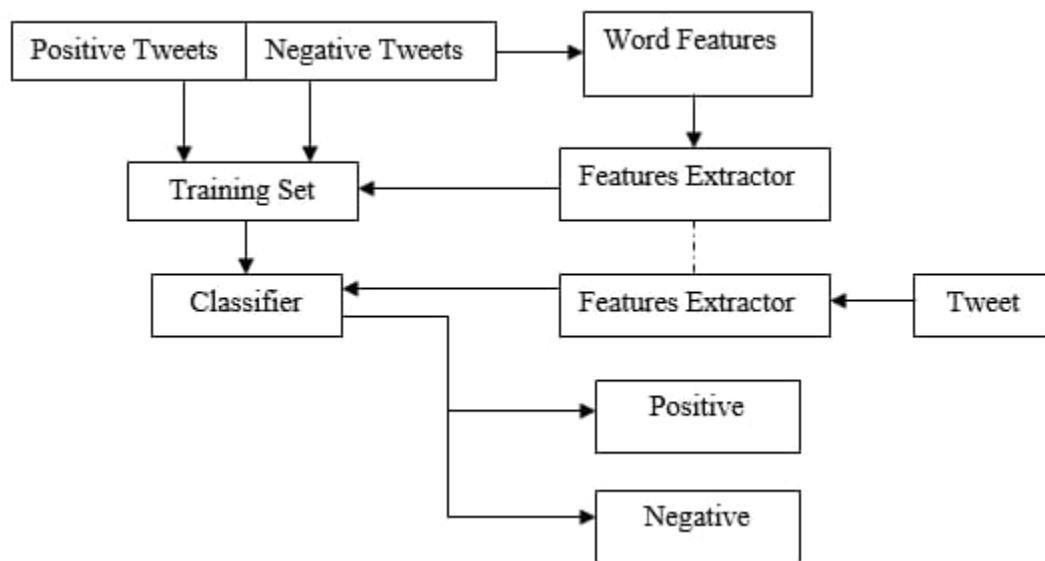 Positive Tweets
Negative Tweets
Word Features
Training Set
Features Extractor
Classifier
Features Extractor
Tweet
Positive
Negative